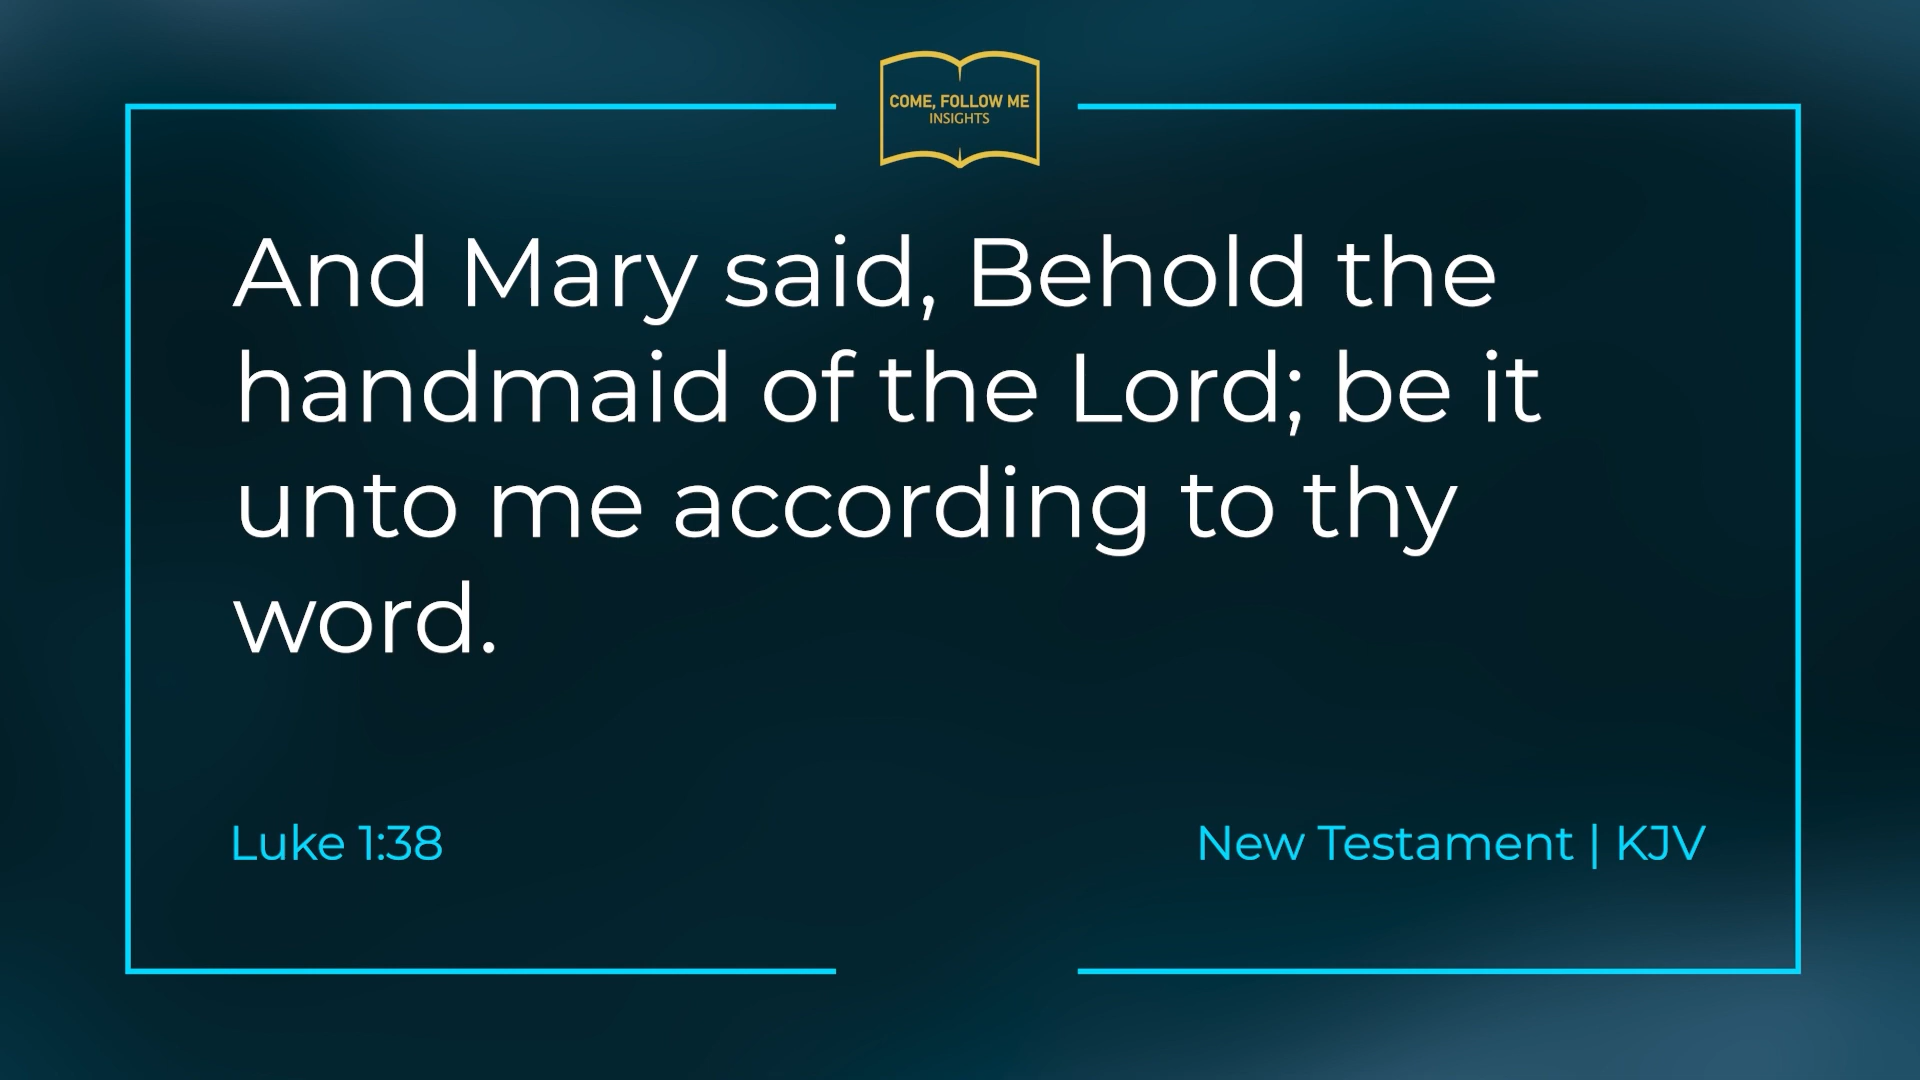 COME, FOLLOW ME
INSIGHTS
And Mary said, Behold the
handmaid of the Lord; be it
unto me according to thy
word.
Luke 1:38
New Testament | KJV